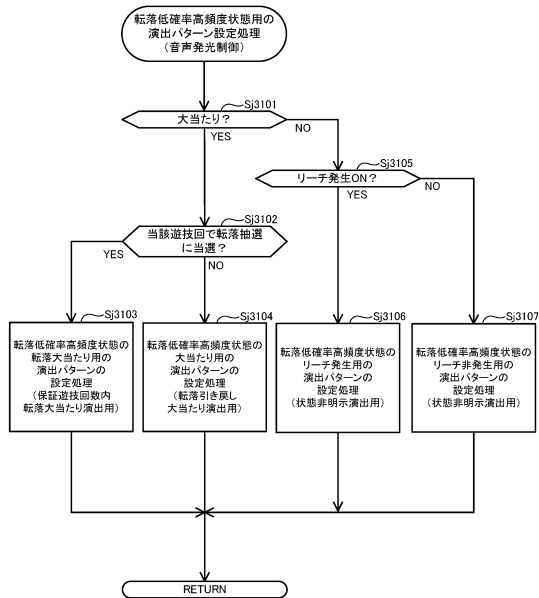 転落低確率高頻度状態用の
演出パターン設定処理
（音声発光制御）
Sj3101
大当たり？
NO
YES
Sj3105
リーチ発生ON？
YES
NO
Sj3102
当該遊技回で転落抽選
に当選？
YES
NO
Sj3103
転落低確率高頻度状態の
転落大当たり用の
演出パターンの
設定処理
（保証遊技回数内
転落大当たり演出用）
Sj3104
転落低確率高頻度状態の
大当たり用の
演出パターンの
設定処理
（転落引き戻し
大当たり演出用）
Sj3106
転落低確率高頻度状態の
リーチ発生用の
演出パターンの
設定処理
（状態非明示演出用）
Sj3107
転落低確率高頻度状態の
リーチ非発生用の
演出パターンの
設定処理
（状態非明示演出用）
RETURN